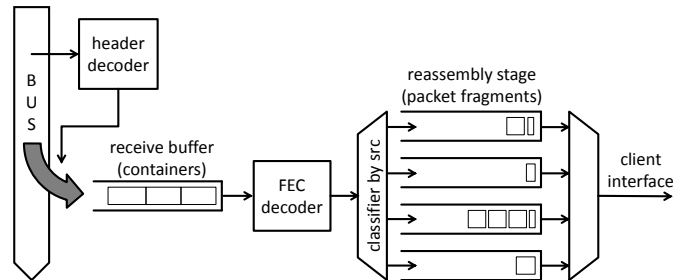 header
decoder
B
U
S
reassembly stage
(packet fragments)
receive buffer
(containers)
FEC
decoder
classifier by src
client
interface